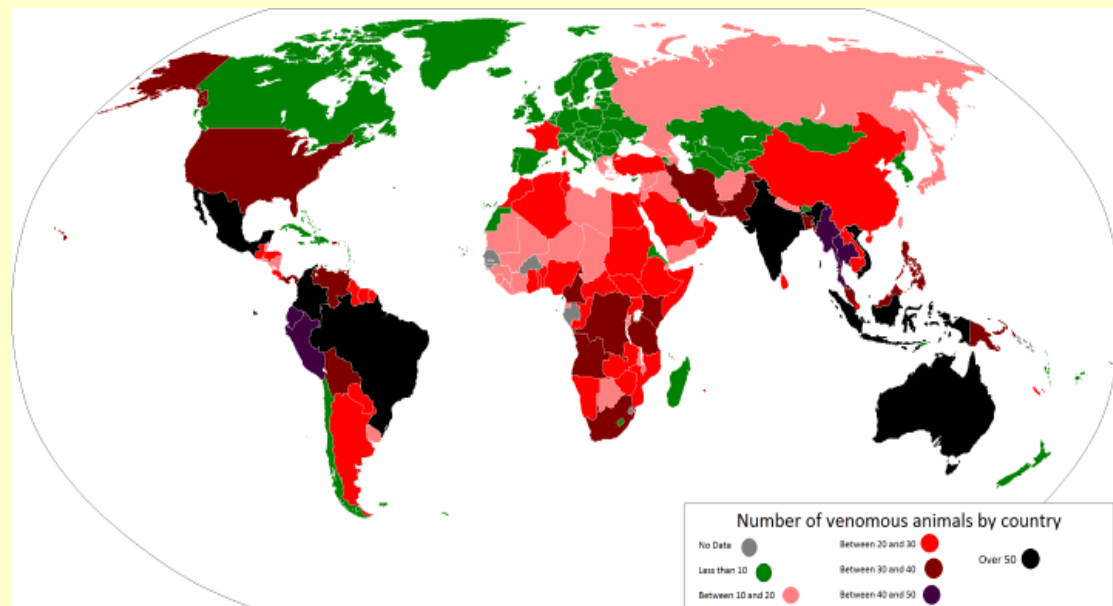 Number of venomous animals by country
No Data
Less than 10
Between 10 and 20
Between 20 and 30
Between 30 and 40
Between 40 and 50
Over 50